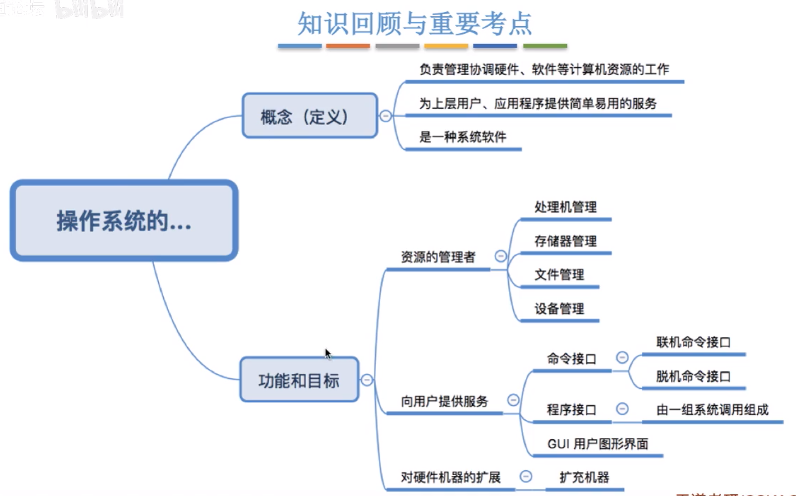 bilibili
知识回顾与重要考点
负责管理协调硬件、软件等计算机资源的工作
概念（定义）
为上层用户、应用程序提供简单易用的服务
是一种系统软件
操作系统的...
处理机管理
存储器管理
资源的管理者
文件管理
设备管理
联机命令接口
命令接口
脱机命令接口
功能和目标
向用户提供服务
程序接口
由一组系统调用组成
GUI 用户图形界面
对硬件机器的扩展
扩充机器